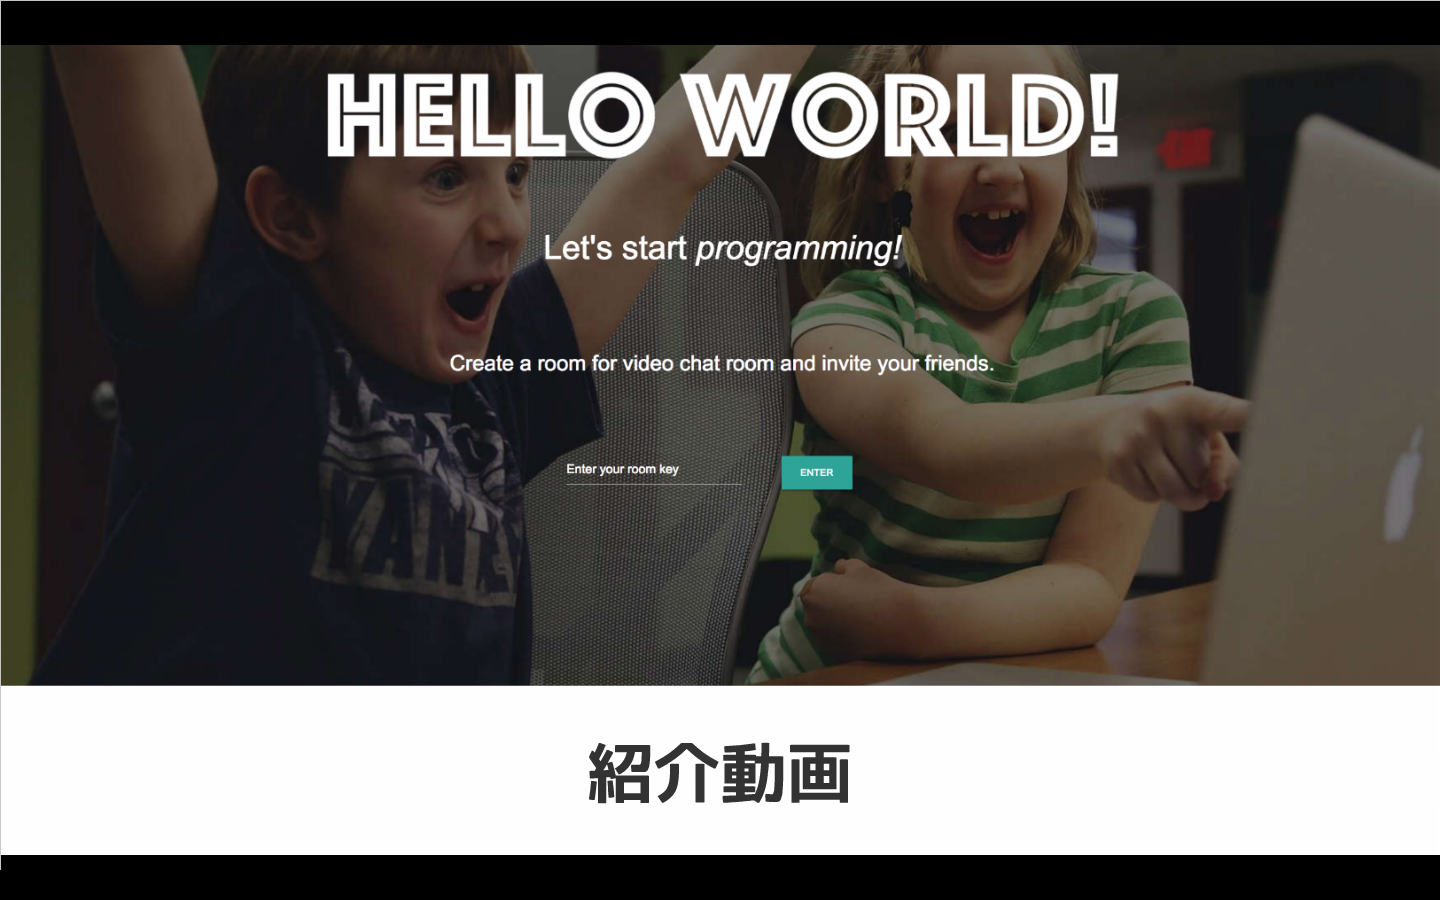 HELLO WORLD!
Let's start programming!
Create a room for video chat room and invite your friends.
Enter your room key
ENTER
紹介動画